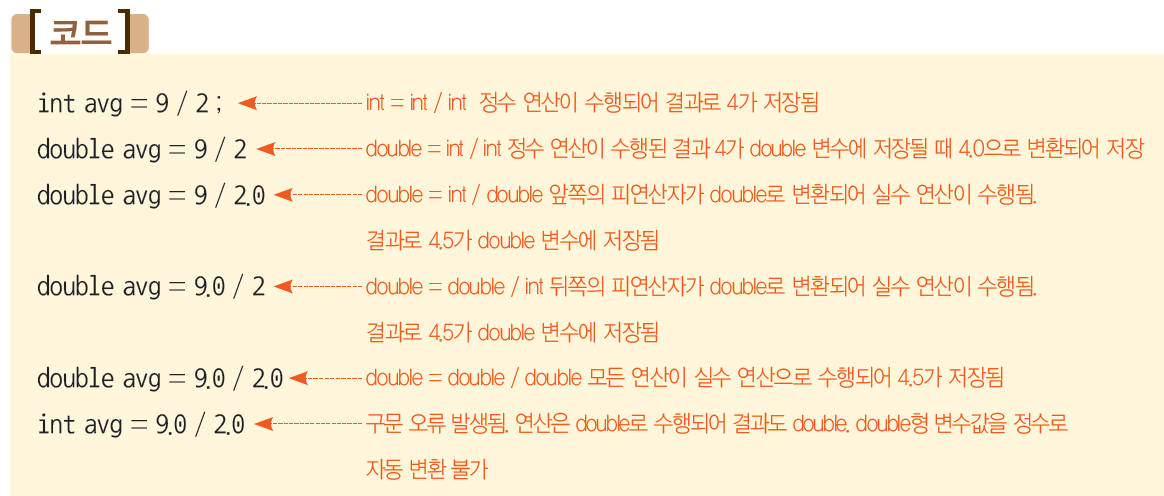 [ 코드 ]
int avg = 9 / 2 ; int = int / int 정수 연산이 수행되어 결과로 4가 저장됨
double avg = 9 / 2 double = int / int 정수 연산이 수행된 결과 4가 double 변수에 저장될 때 4.0으로 변환되어 저장
double avg = 9 / 2.0 double = int / double 앞쪽의 피연산자가 double로 변환되어 실수 연산이 수행됨.
결과로 4.5가 double 변수에 저장됨
double avg = 9.0 / 2 double = double / int 뒤쪽의 피연산자가 double로 변환되어 실수 연산이 수행됨.
결과로 4.5가 double 변수에 저장됨
double avg = 9.0 / 2.0 double = double / double 모든 연산이 실수 연산으로 수행되어 4.5가 저장됨
int avg = 9.0 / 2.0 구문 오류 발생됨. 연산은 double로 수행되어 결과도 double. double형 변수값을 정수로
자동 변환 불가